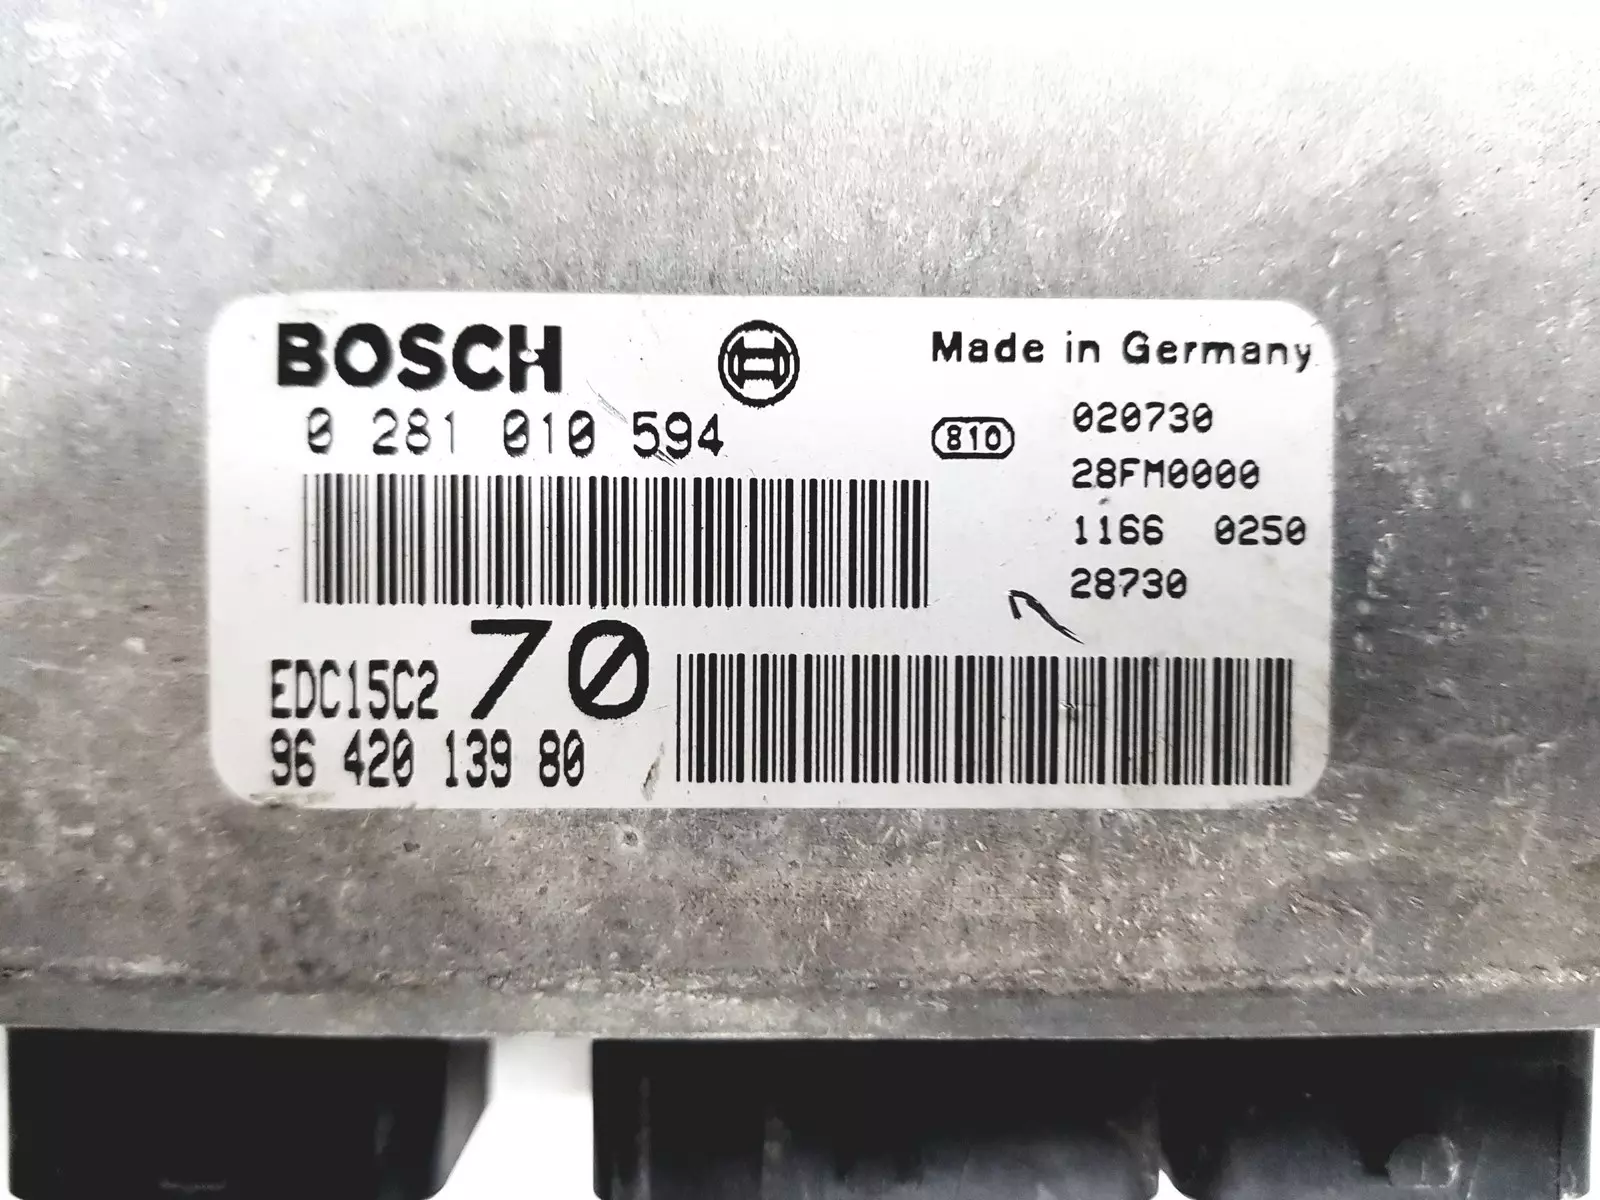 BOSCH
Made in Germany
0 281 010 594
810
020730
28FM0000
1166 0250
28730
EDC15C2 70
96 420 139 80